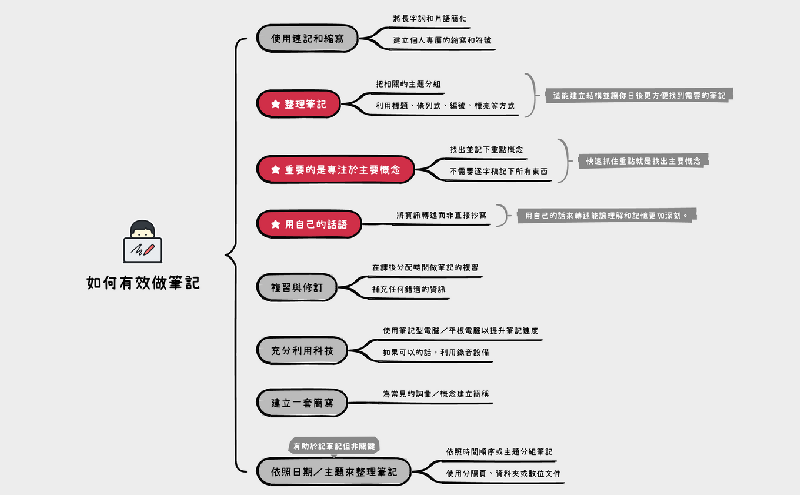 如何有效做筆記
使用速記和縮寫
將長字詞和片語簡化
建立個人專屬的縮寫和符號
整理筆記
把相關的主題分組
利用標題、條列式、編號、標亮等方式
這能建立結構並讓你日後更方便找到需要的筆記
重要的是專注於主要概念
找出並記下重點概念
不需要逐字稿記下所有東西
快速抓住重點就是找出主要概念
用自己的話語
將資訊轉述而非直接抄寫
用自己的話來轉述能讓理解和記憶更加深刻。
複習與修訂
在課後分配時間做筆記的複習
補充任何錯過的資訊
充分利用科技
使用筆記型電腦／平板電腦以提升筆記速度
如果可以的話，利用錄音設備
建立一套簡寫
為常見的詞彙／概念建立簡稱
有助於記筆記但非關鍵
依照日期／主題來整理筆記
依照時間順序或主題分組筆記
使用分隔頁、資料夾或數位文件